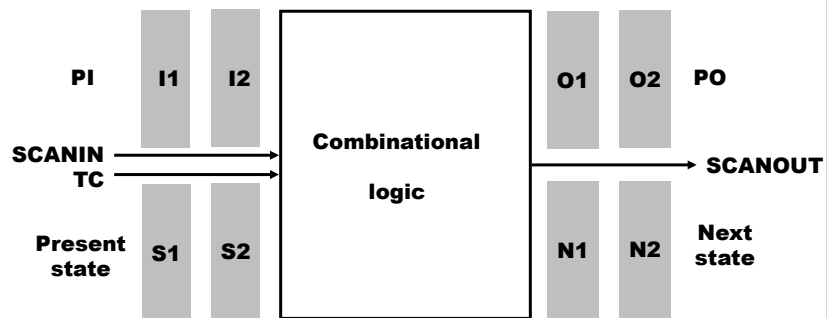 PI
I1
I2
O1
O2
PO
SCANIN
TC
Combinational
logic
SCANOUT
Present
state
S1
S2
N1
N2
Next
state